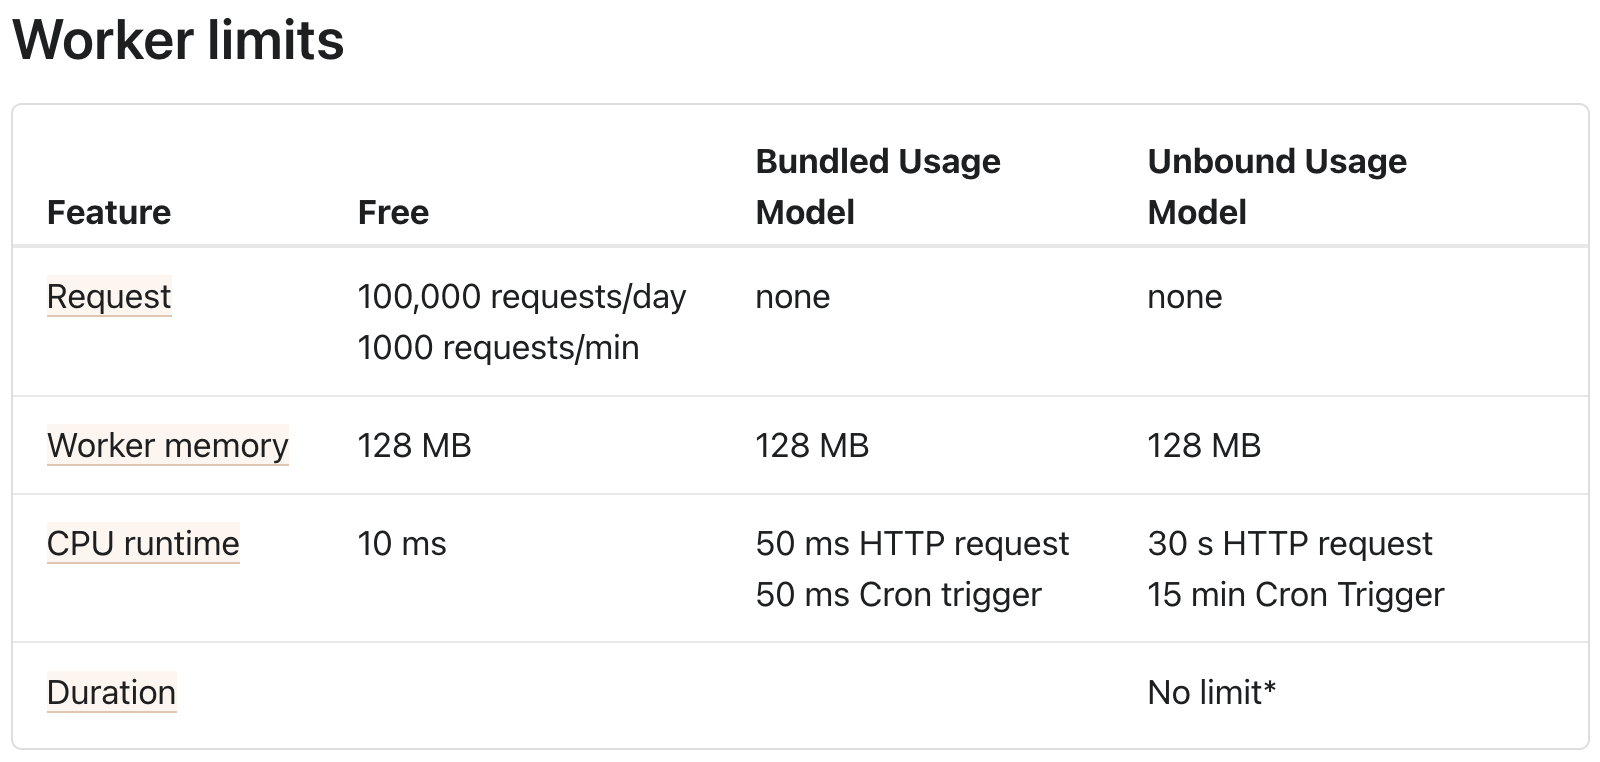 Worker limits
Bundled Usage Unbound Usage
Feature Free Model Model
Request 100,000 requests/day none none
1000 requests/min
Worker memory 128 MB 128 MB 128 MB
CPU runtime 10 ms 50 ms HTTP request 30 s HTTP request
50 ms Cron trigger 15 min Cron Trigger
Duration No limit*